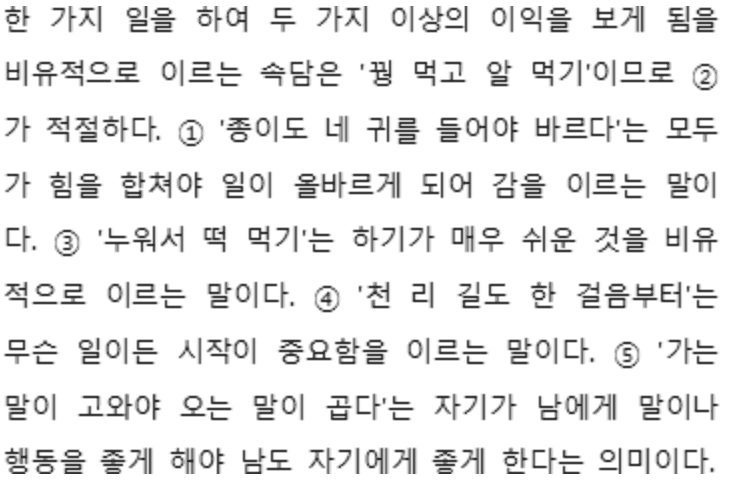 한 가지 일을 하여 두 가지 이상의 이익을 보게 됨을
비유적으로 이르는 속담은 '꿩 먹고 알 먹기'이므로 ②
가 적절하다. ① '종이도 네 귀를 들어야 바르다'는 모두
가 힘을 합쳐야 일이 올바르게 되어 감을 이르는 말이
다. ③ '누워서 떡 먹기'는 하기가 매우 쉬운 것을 비유
적으로 이르는 말이다. ④ '천 리 길도 한 걸음부터'는
무슨 일이든 시작이 중요함을 이르는 말이다. ⑤ '가는
말이 고와야 오는 말이 곱다'는 자기가 남에게 말이나
행동을 좋게 해야 남도 자기에게 좋게 한다는 의미이다.